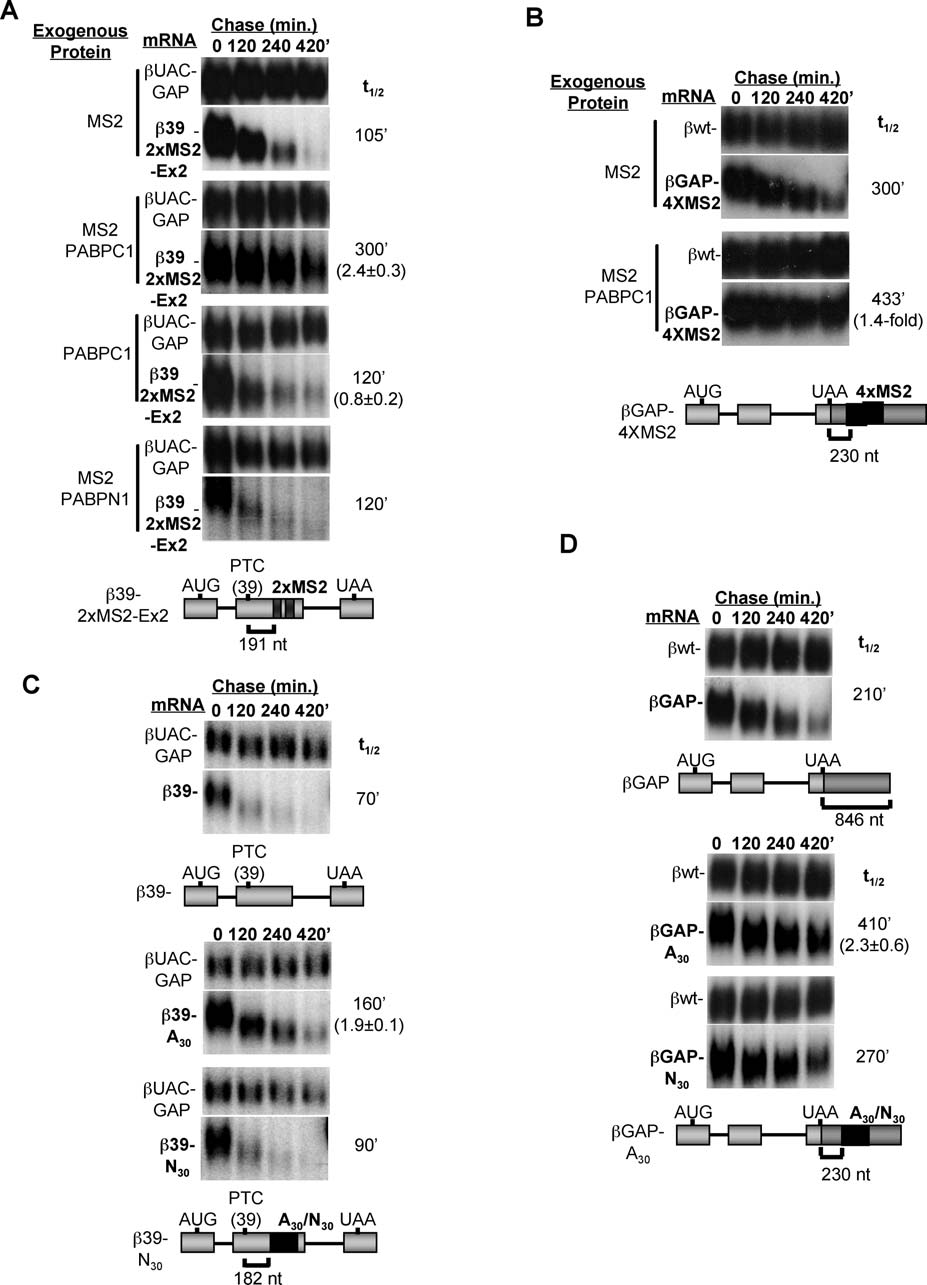 A
Exogenous Protein mRNA Chase (min.)
0 120 240 420'
t1/2
MS2
βUAC-
GAP
β39 -
2xMS2
-Ex2
105'
MS2
PABPC1
βUAC-
GAP
β39 -
2xMS2
-Ex2
300'
(2.4±0.3)
PABPC1
βUAC-
GAP
β39 -
2xMS2
-Ex2
120'
(0.8±0.2)
MS2
PABPN1
βUAC-
GAP
β39 -
2xMS2
-Ex2
120'
β39-
2xMS2-Ex2
AUG PTC (39) 2xMS2 UAA
191 nt
B
Exogenous Protein mRNA Chase (min.)
0 120 240 420'
t1/2
MS2
βwt-
βGAP-
4XMS2
300'
MS2
PABPC1
βwt-
βGAP-
4XMS2
433'
(1.4-fold)
βGAP-
4XMS2
AUG UAA 4xMS2
230 nt
C
mRNA Chase (min.)
0 120 240 420'
t1/2
βUAC-
GAP
β39-
70'
β39-
AUG PTC (39) UAA
0 120 240 420'
βUAC-
GAP
β39-
A30
160'
(1.9±0.1)
βUAC-
GAP
β39-
N30
90'
β39-
N30
AUG PTC (39) A30/N30 UAA
182 nt
D
mRNA Chase (min.)
0 120 240 420'
t1/2
βwt-
βGAP-
210'
βGAP
AUG UAA
846 nt
0 120 240 420'
t1/2
βwt-
βGAP-
A30
410'
(2.3±0.6)
βwt-
βGAP-
N30
270'
βGAP-
A30
AUG UAA A30/N30
230 nt